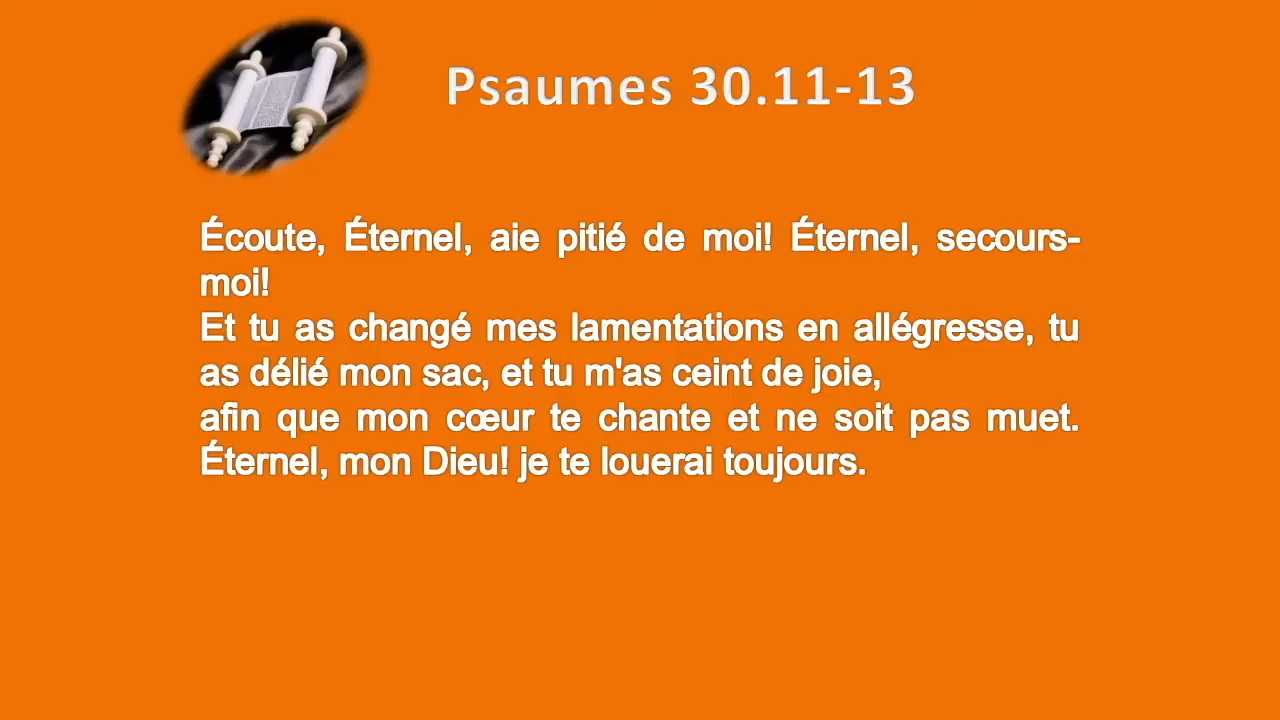 Psaumes 30.11-13
Écoute, Éternel, aie pitié de moi! Éternel, secours-
moi!
Et tu as changé mes lamentations en allégresse, tu
as délié mon sac, et tu m'as ceint de joie,
afin que mon cœur te chante et ne soit pas muet.
Éternel, mon Dieu! je te louerai toujours.